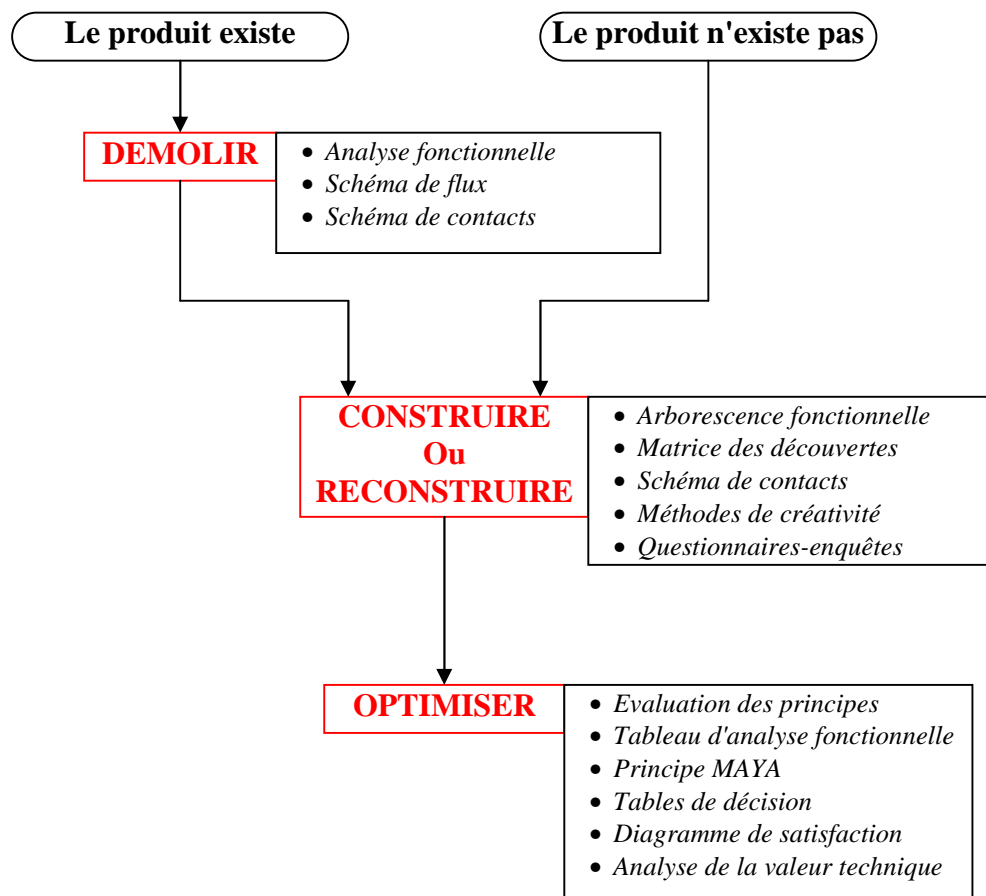 Le produit existe
Le produit n'existe pas
DEMOLIR
• Analyse fonctionnelle
• Schéma de flux
• Schéma de contacts
CONSTRUIRE
Ou
RECONSTRUIRE
• Arborescence fonctionnelle
• Matrice des découvertes
• Schéma de contacts
• Méthodes de créativité
• Questionnaires-enquêtes
OPTIMISER
• Evaluation des principes
• Tableau d'analyse fonctionnelle
• Principe MAYA
• Tables de décision
• Diagramme de satisfaction
• Analyse de la valeur technique